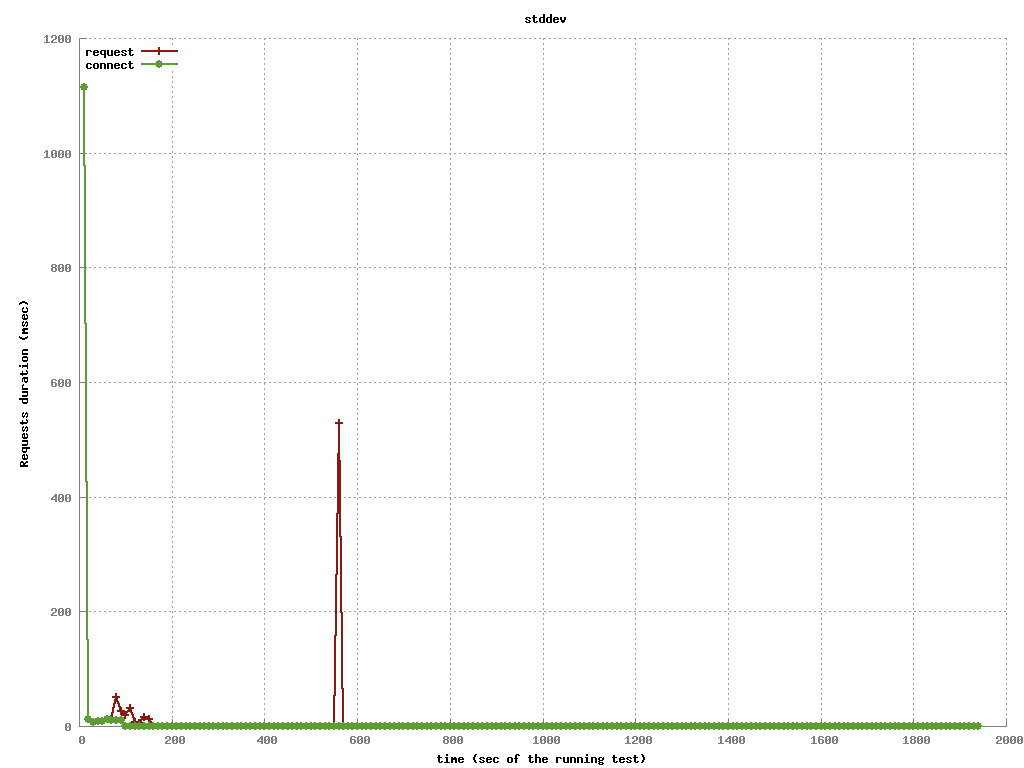 stddev
request
connect
1200
1000
800
600
400
200
0
Requests duration (msec)
0 200 400 600 800 1000 1200 1400 1600 1800 2000
time (sec of the running test)